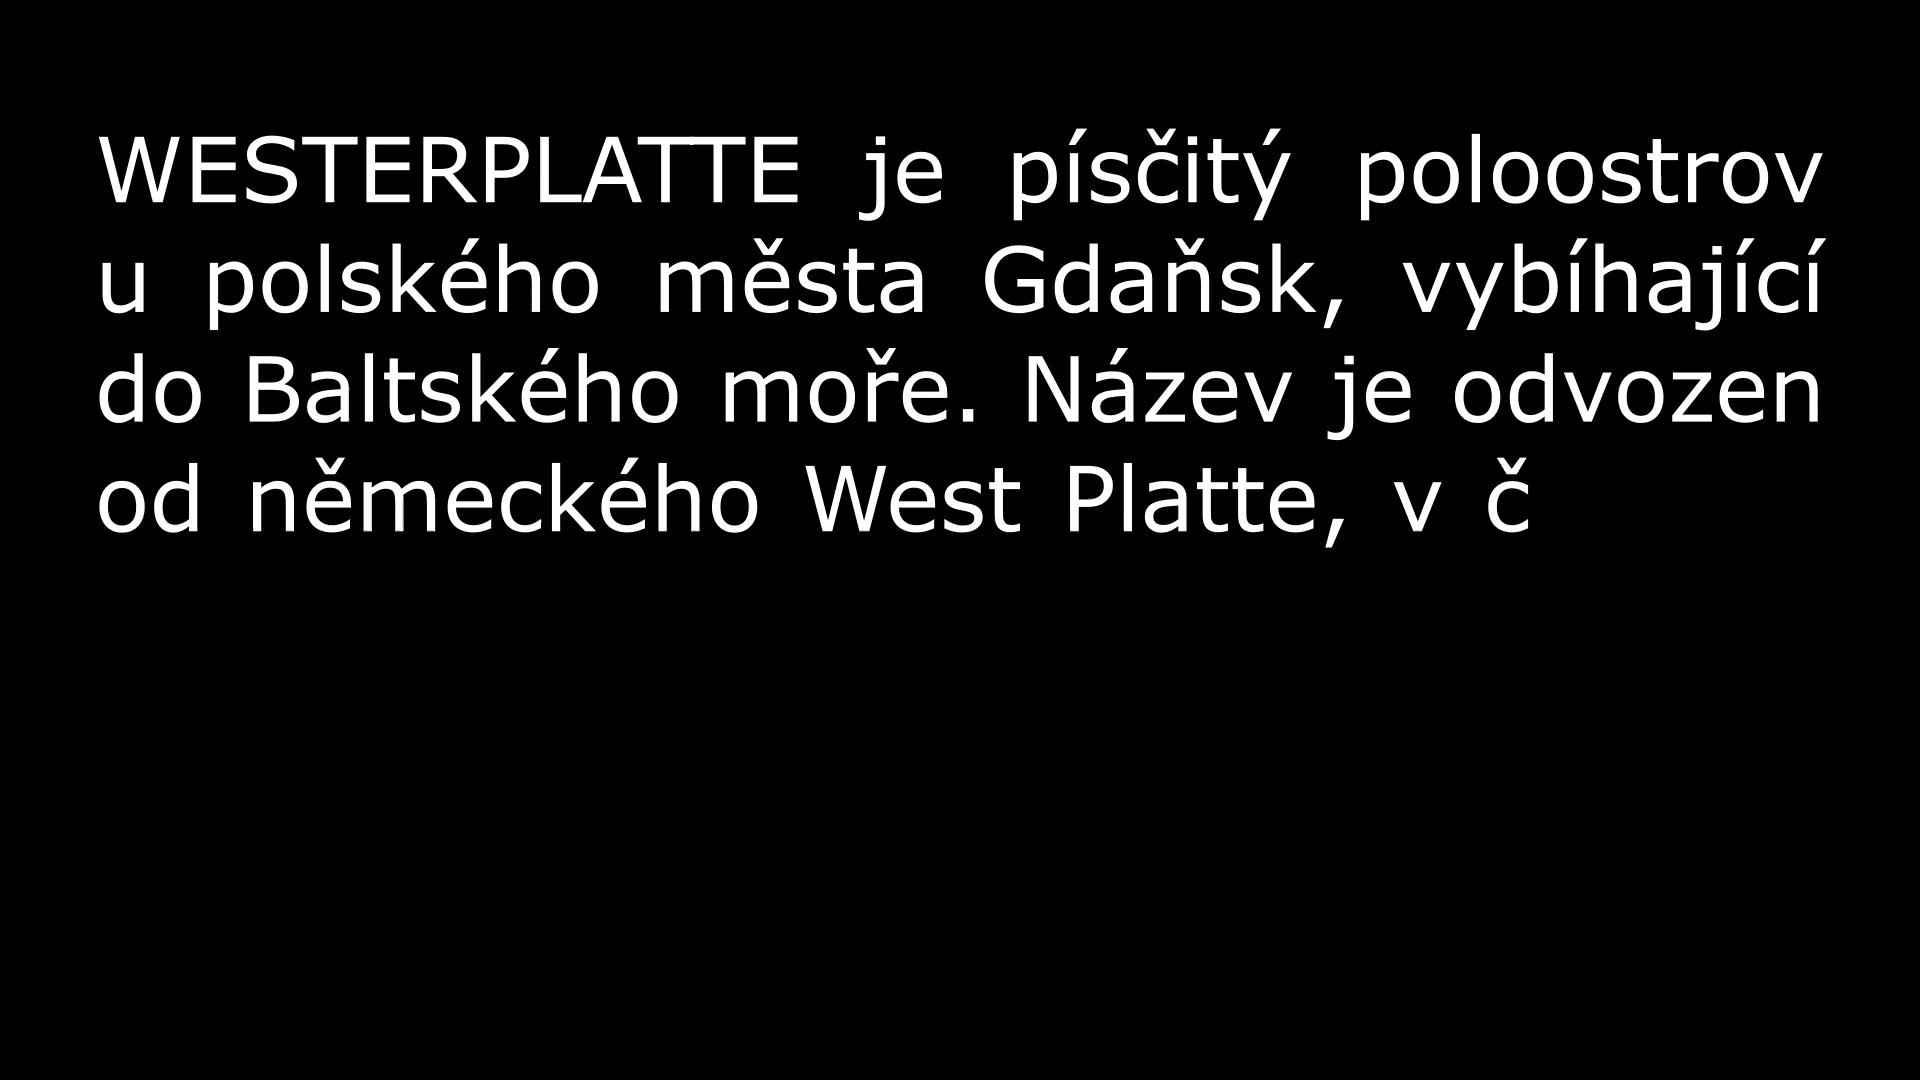 WESTERPLATTE je písčitý poloostrov
u polského města Gdaňsk, vybíhající
do Baltského moře. Název je odvozen
od německého West Platte, v č